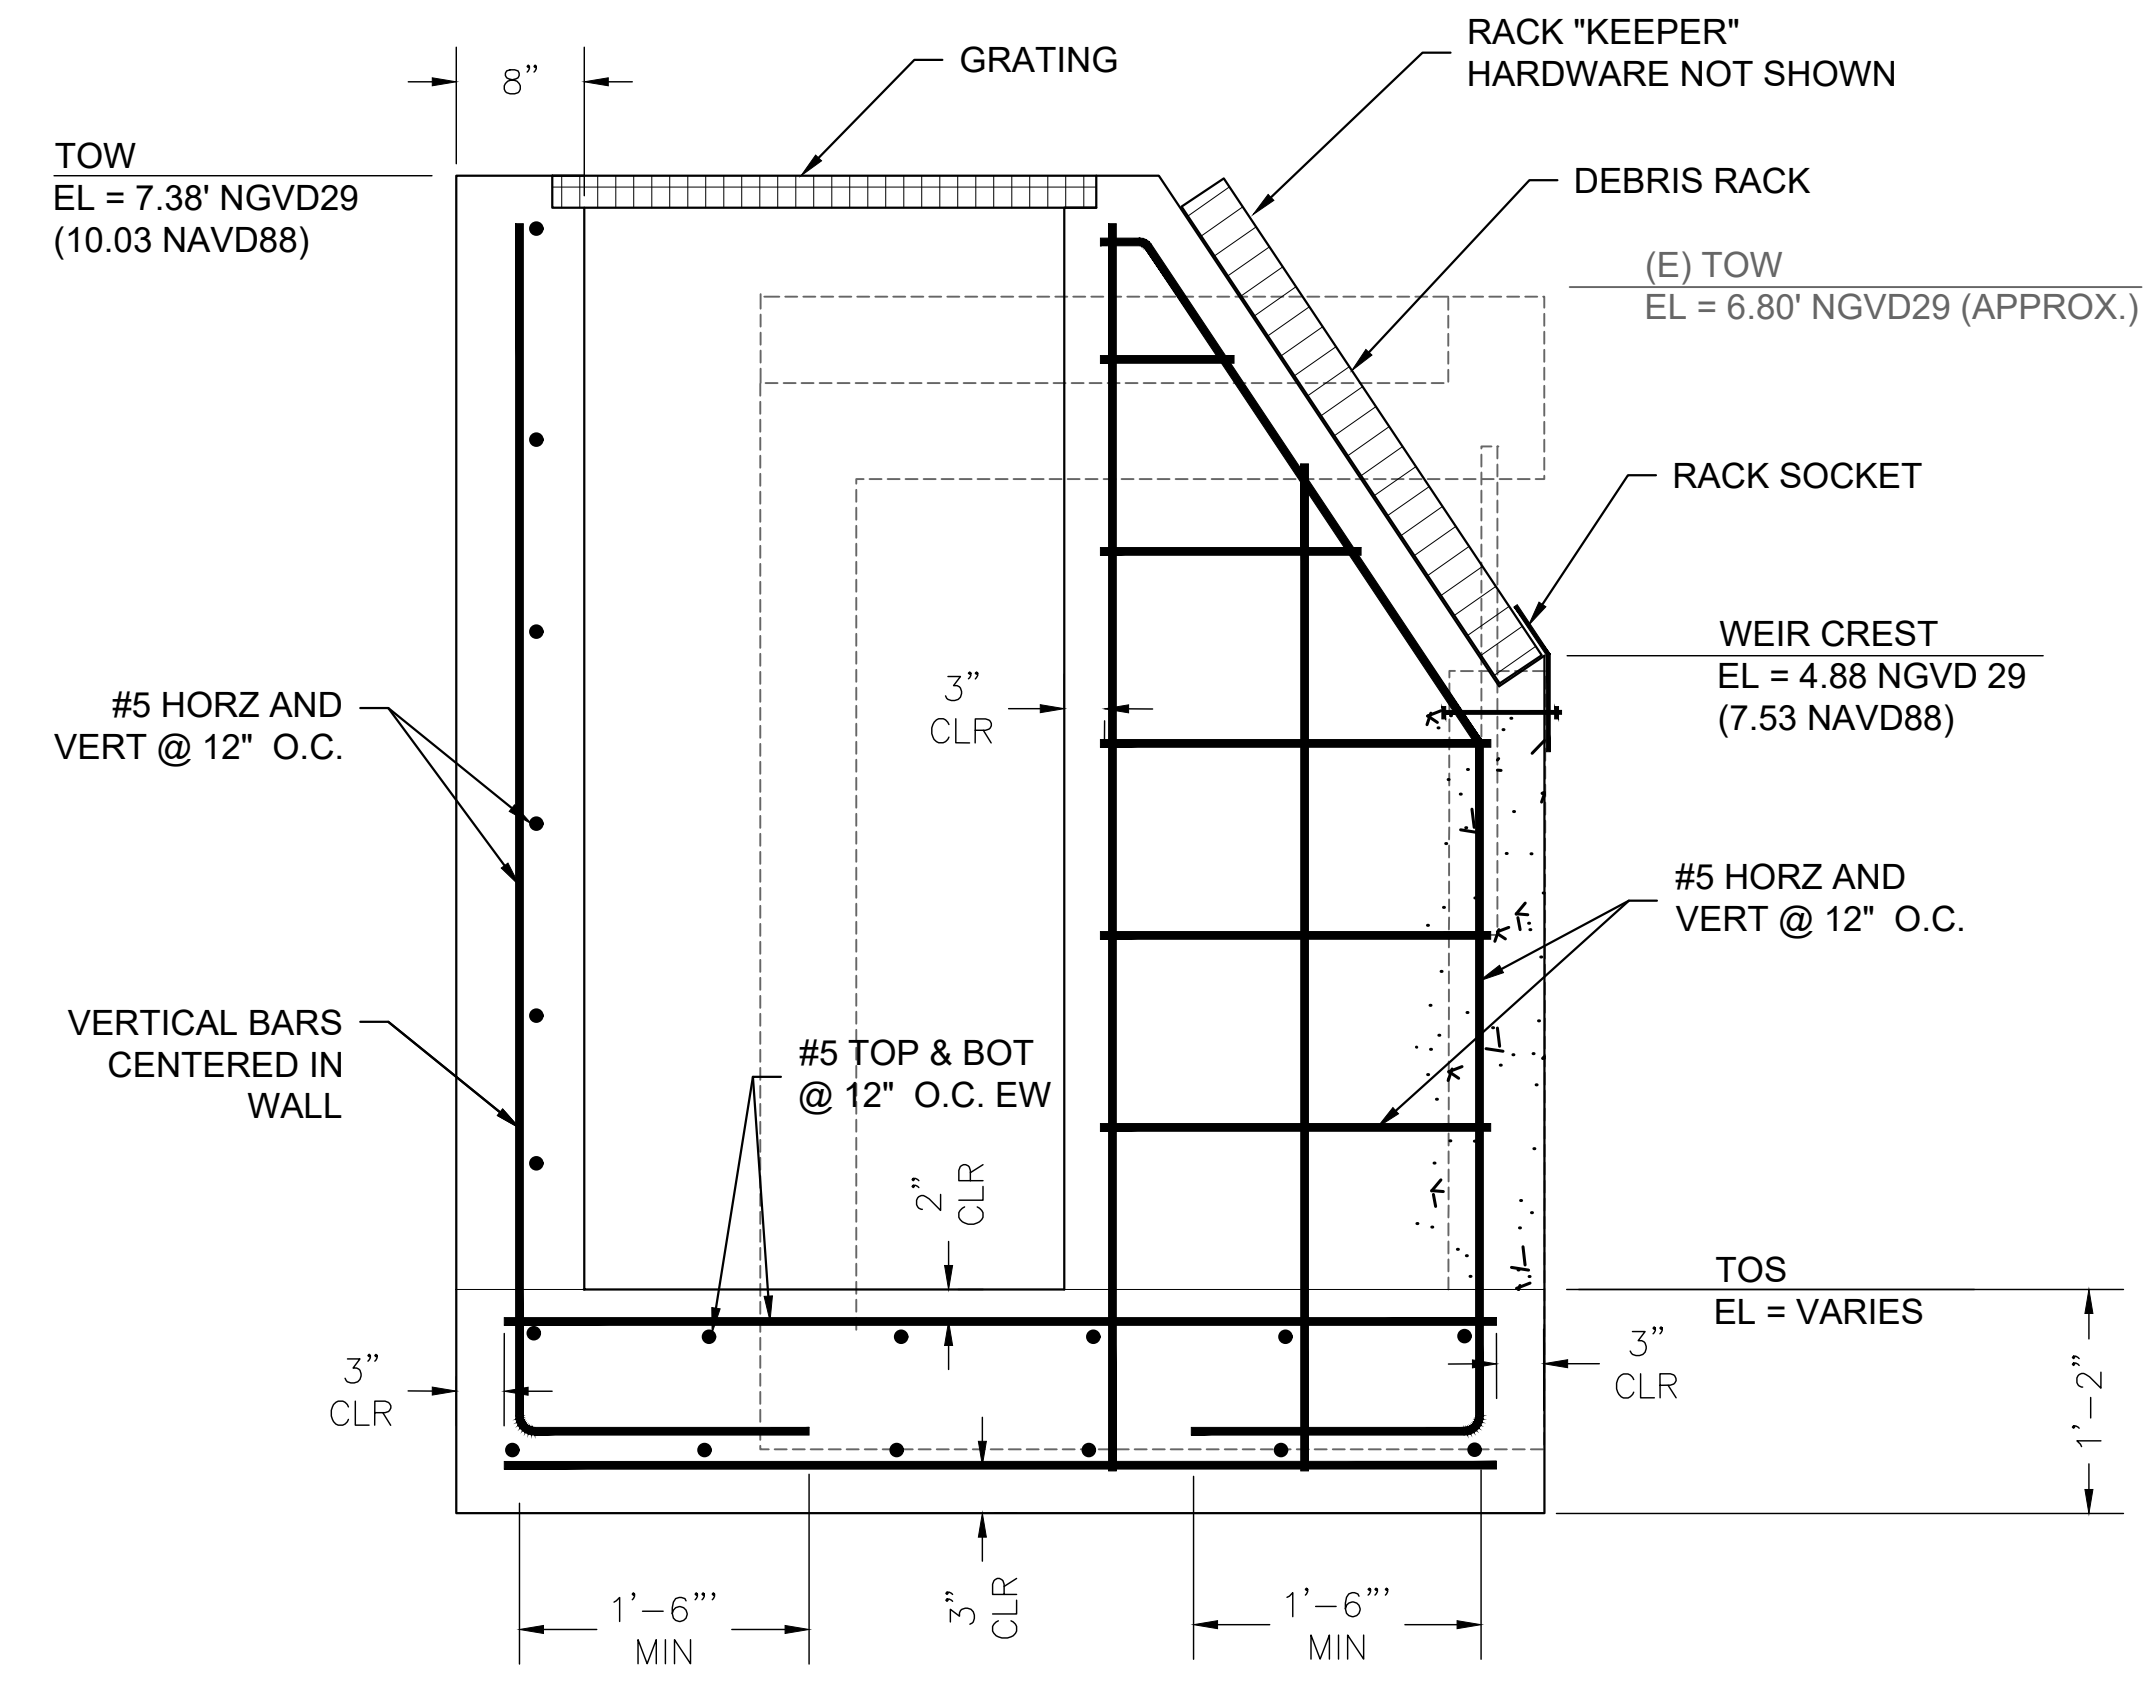 RACK "KEEPER"
HARDWARE NOT SHOWN
GRATING
8”
TOW
EL = 7.38' NGVD29
(10.03 NAVD88)
DEBRIS RACK
(E) TOW
EL = 6.80' NGVD29 (APPROX.)
RACK SOCKET
WEIR CREST
EL = 4.88 NGVD 29
(7.53 NAVD88)
3”
CLR
#5 HORZ AND
VERT @ 12" O.C.
#5 HORZ AND
VERT @ 12" O.C.
VERTICAL BARS
CENTERED IN
WALL
#5 TOP & BOT
@ 12" O.C. EW
2”
CLR
TOS
EL = VARIES
3”
CLR
3”
CLR
1’-2”
1’-6”’
MIN
3”
CLR
1’-6”’
MIN